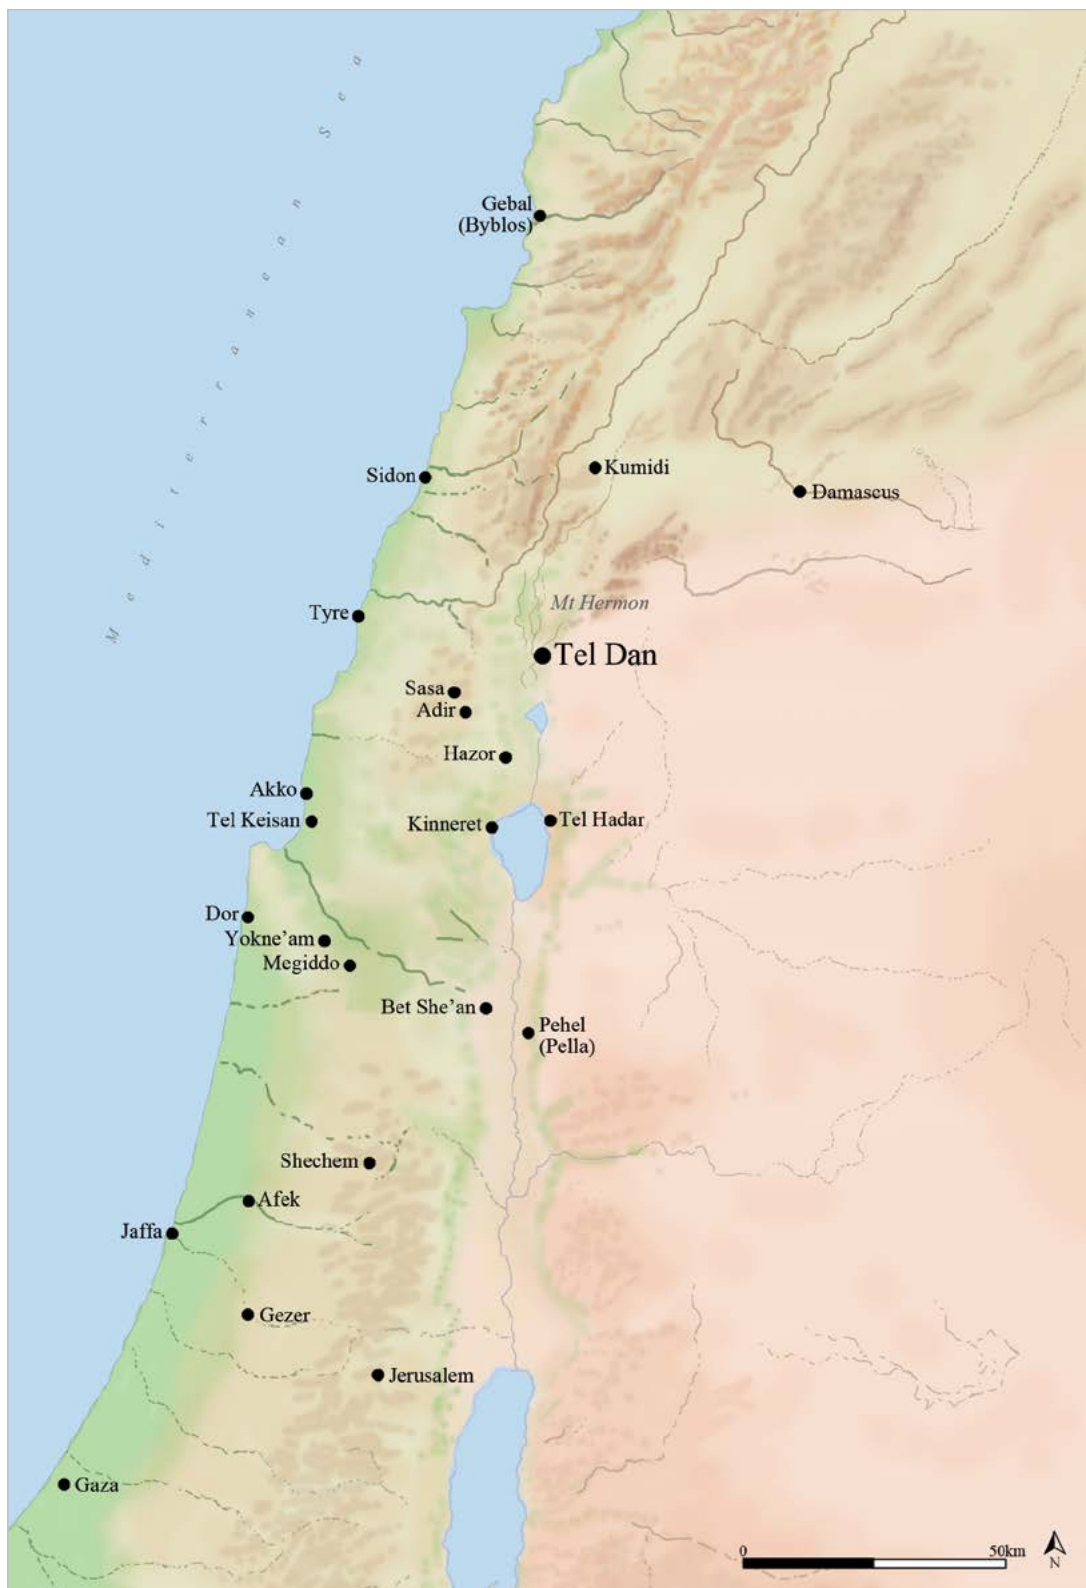 Mediterranean Sea
Gebal
(Byblos)
Sidon
Kumidi
Damascus
Tyre
Mt Hermon
Tel Dan
Sasa
Adir
Hazor
Akko
Tel Keisan
Kinneret
Tel Hadar
Dor
Yokne’am
Megiddo
Bet She’an
Pehel
(Pella)
Shechem
Afek
Jaffa
Gezer
Jerusalem
Gaza
0 50km
N